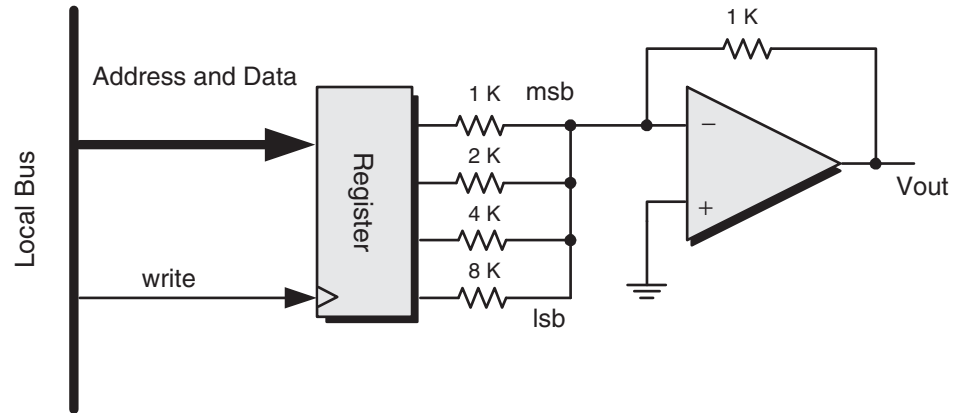 1 K
Address and Data
1 K
msb
2 K
4 K
8 K
lsb
Register
Local Bus
write
−
+
Vout